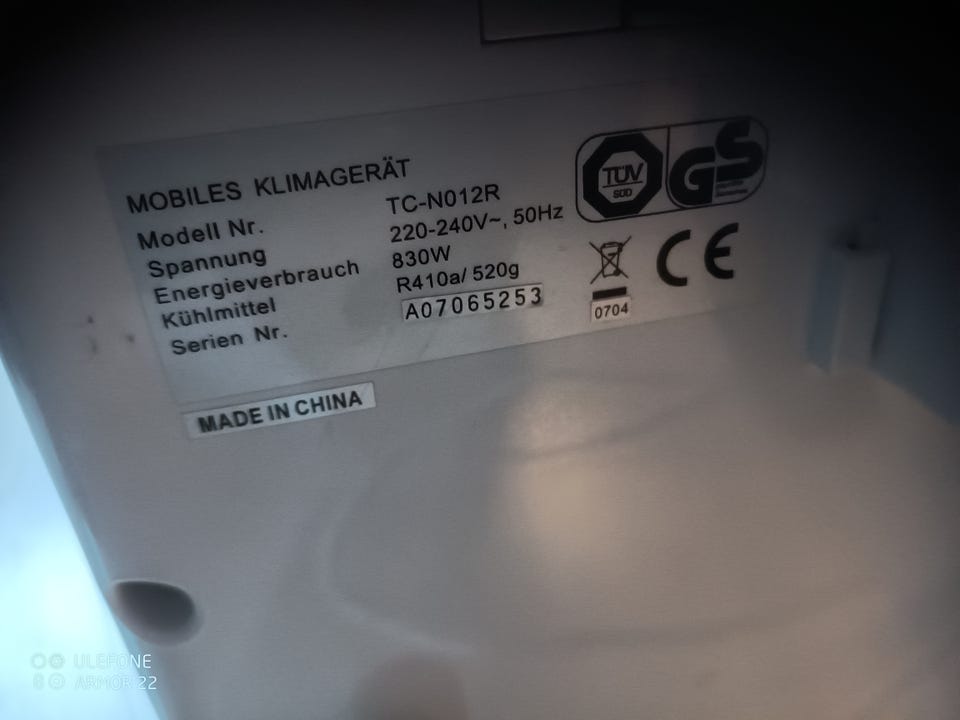 MOBILES KLIMAGERÄT
Modell Nr. TC-N012R
Spannung 220-240V~, 50Hz
Energieverbrauch 830W
Kühlmittel R410a/ 520g
Serien Nr. A07065253
TÜV
SÜD
GS
CE
0704
MADE IN CHINA
ULEFONE
ARMOR 22